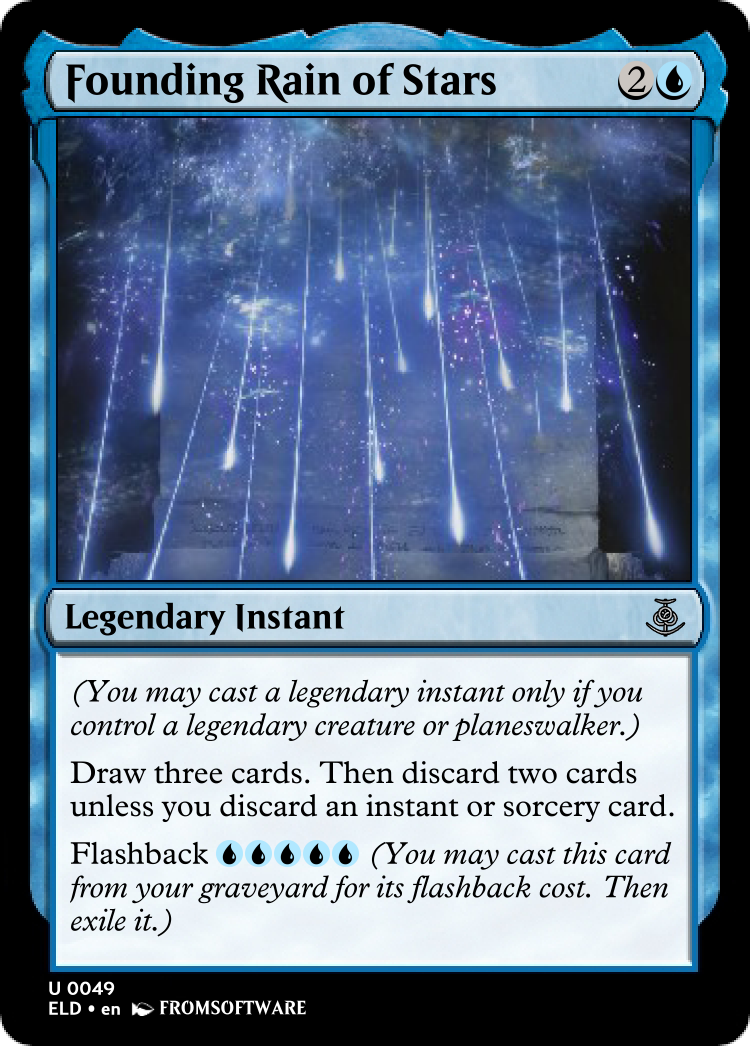 Founding Rain of Stars 2
Legendary Instant
(You may cast a legendary instant only if you
control a legendary creature or planeswalker.)
Draw three cards. Then discard two cards
unless you discard an instant or sorcery card.
Flashback (You may cast this card
from your graveyard for its flashback cost. Then
exile it.)
U 0049
ELD • en FROMSOFTWARE